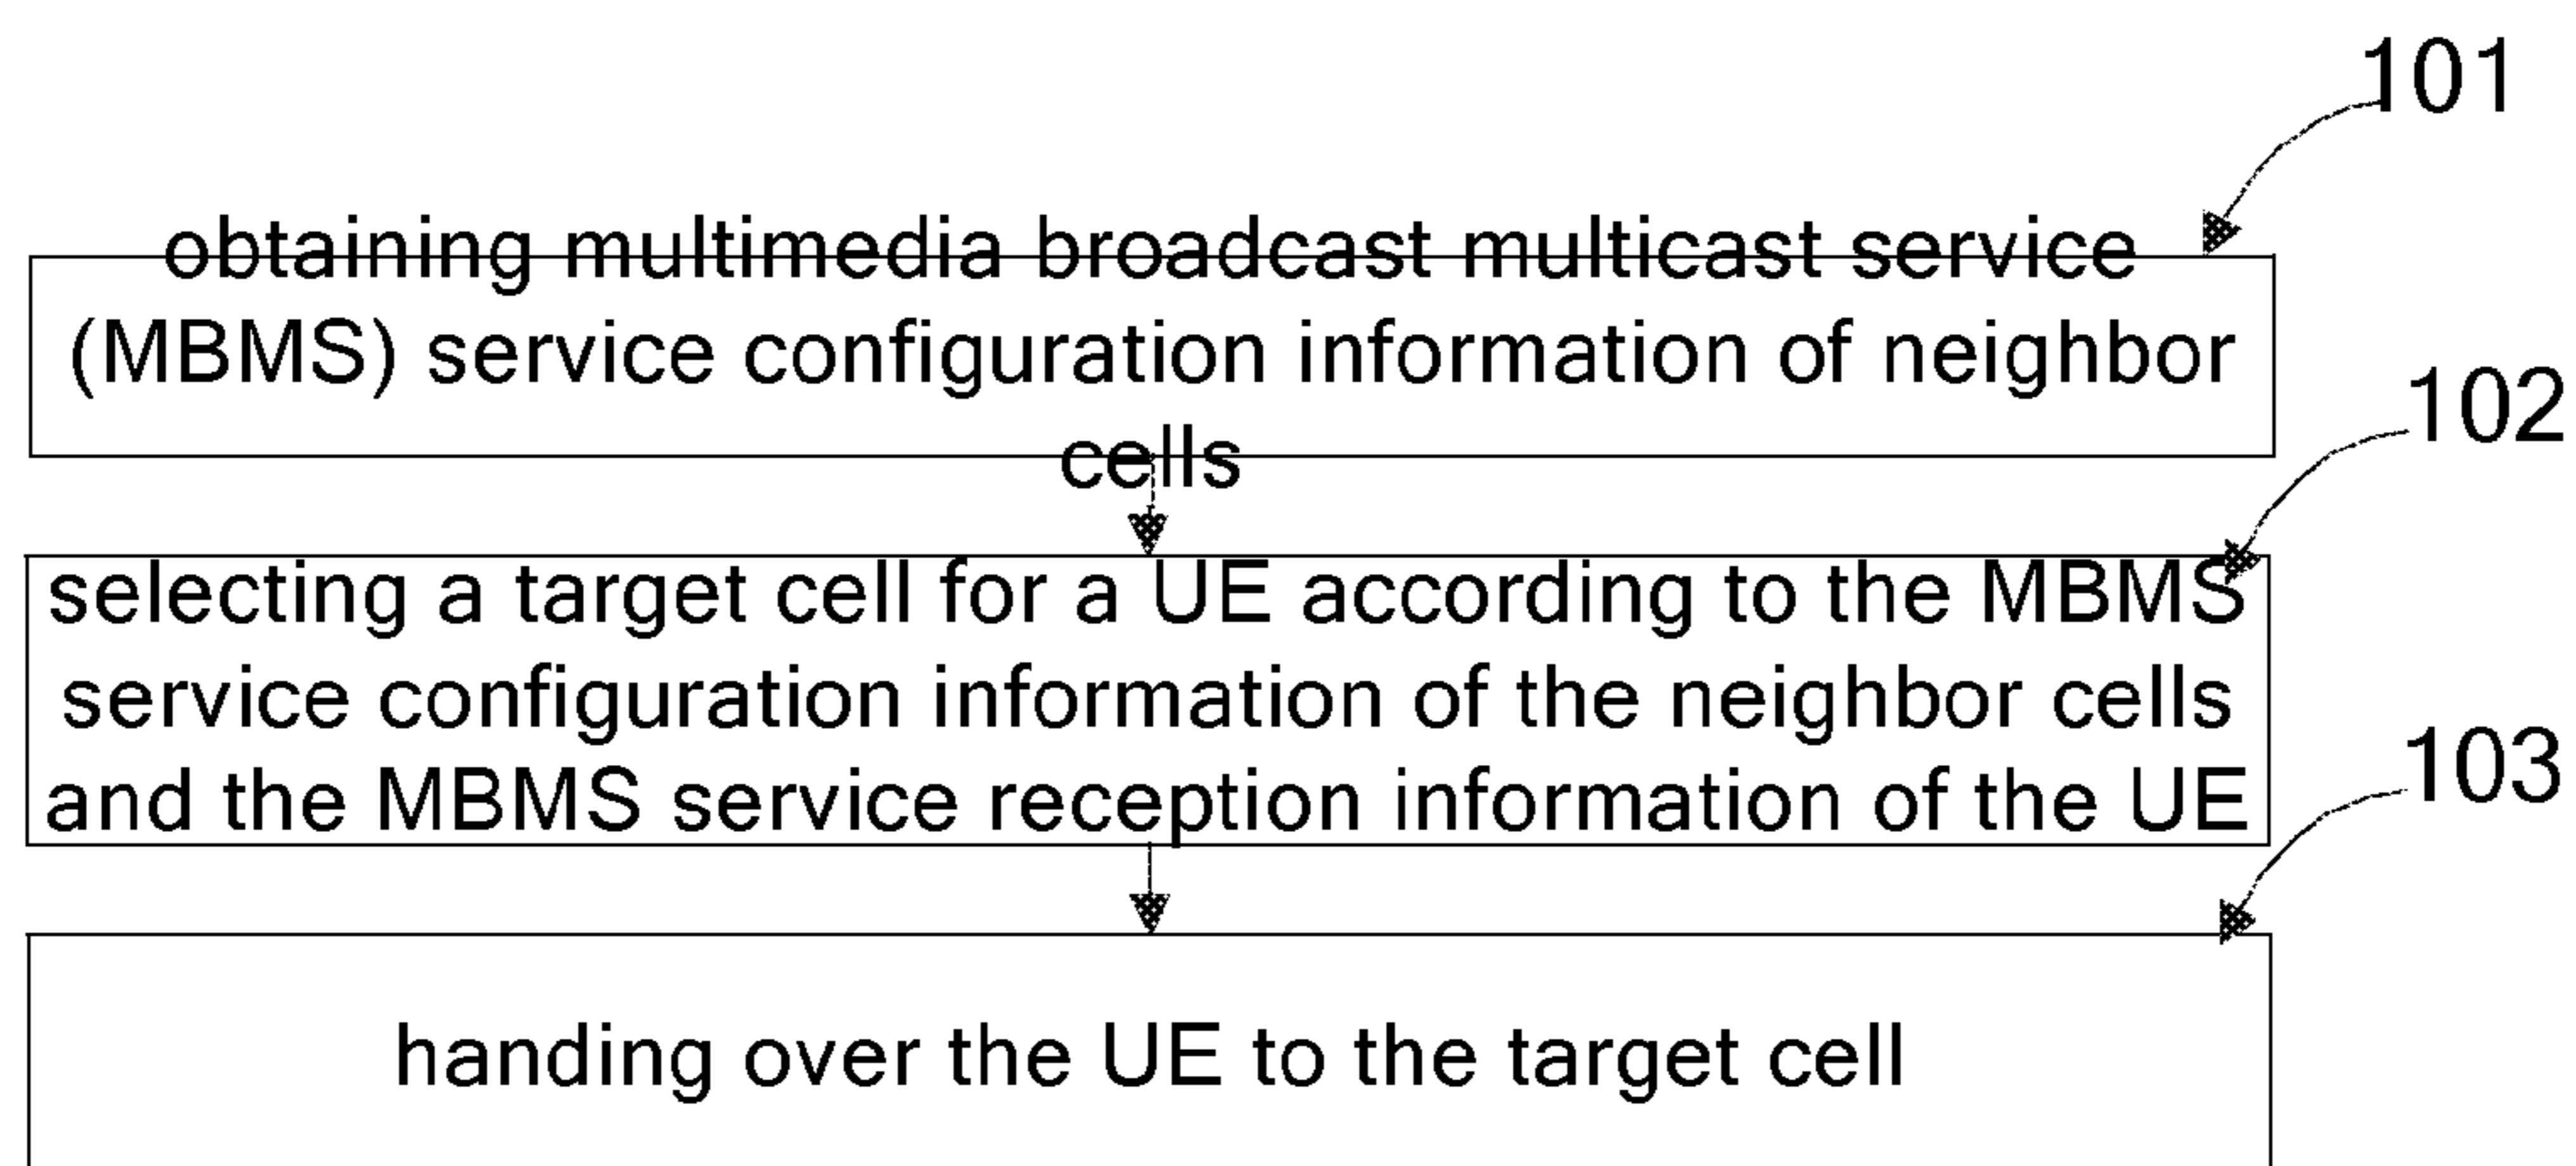 101
obtaining multimedia broadcast multicast service
(MBMS) service configuration information of neighbor
cells
102
selecting a target cell for a UE according to the MBMS
service configuration information of the neighbor cells
and the MBMS service reception information of the UE
103
handing over the UE to the target cell